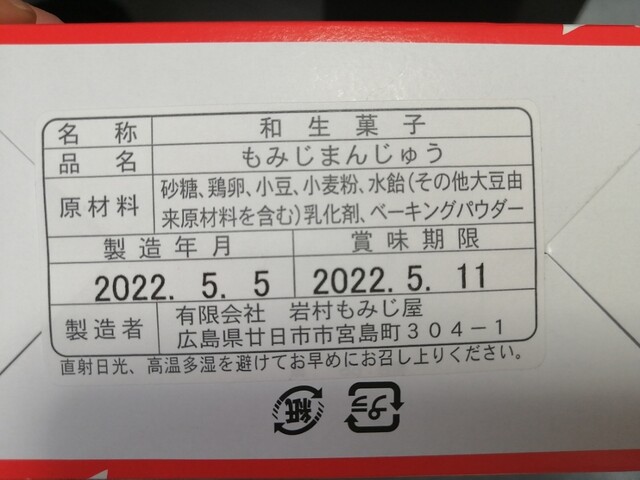 名称 和生菓子
品名 もみじまんじゅう
原材料 砂糖、鶏卵、小豆、小麦粉、水飴(その他大豆由
来原材料を含む)乳化剤、ベーキングパウダー
製造年月 賞味期限
2022. 5. 5 2022. 5. 11
製造者 有限会社 岩村もみじ屋
広島県廿日市市宮島町304-1
直射日光、高温多湿を避けてお早めにお召し上りください。
紙 プラ